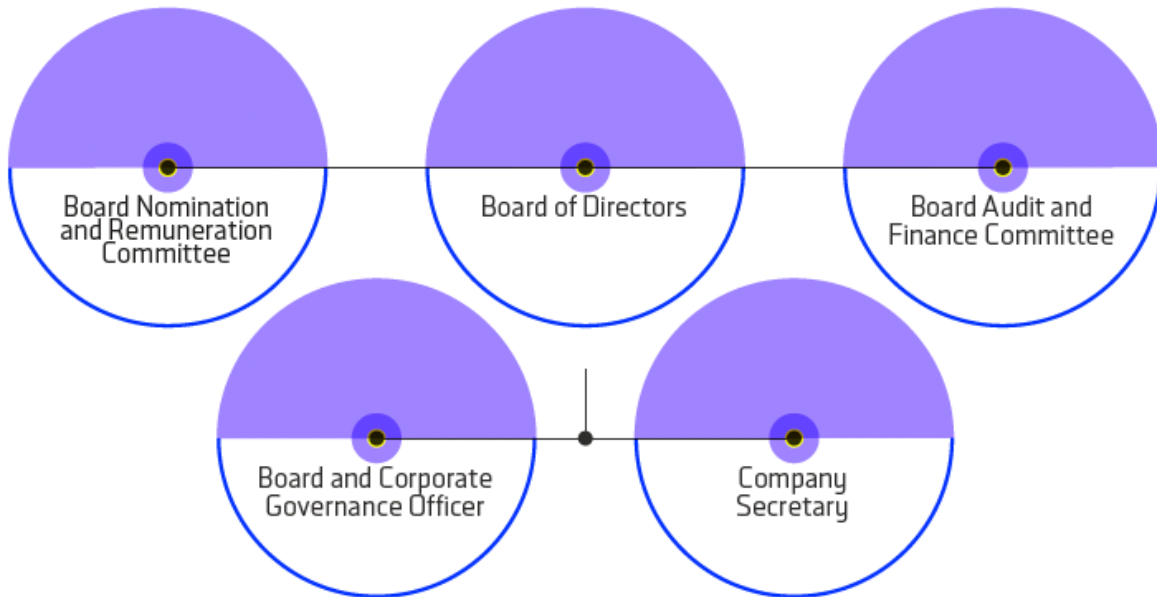 Board Nomination
and Remuneration
Committee
Board of Directors
Board Audit and
Finance Committee
Board and Corporate
Governance Officer
Company
Secretary